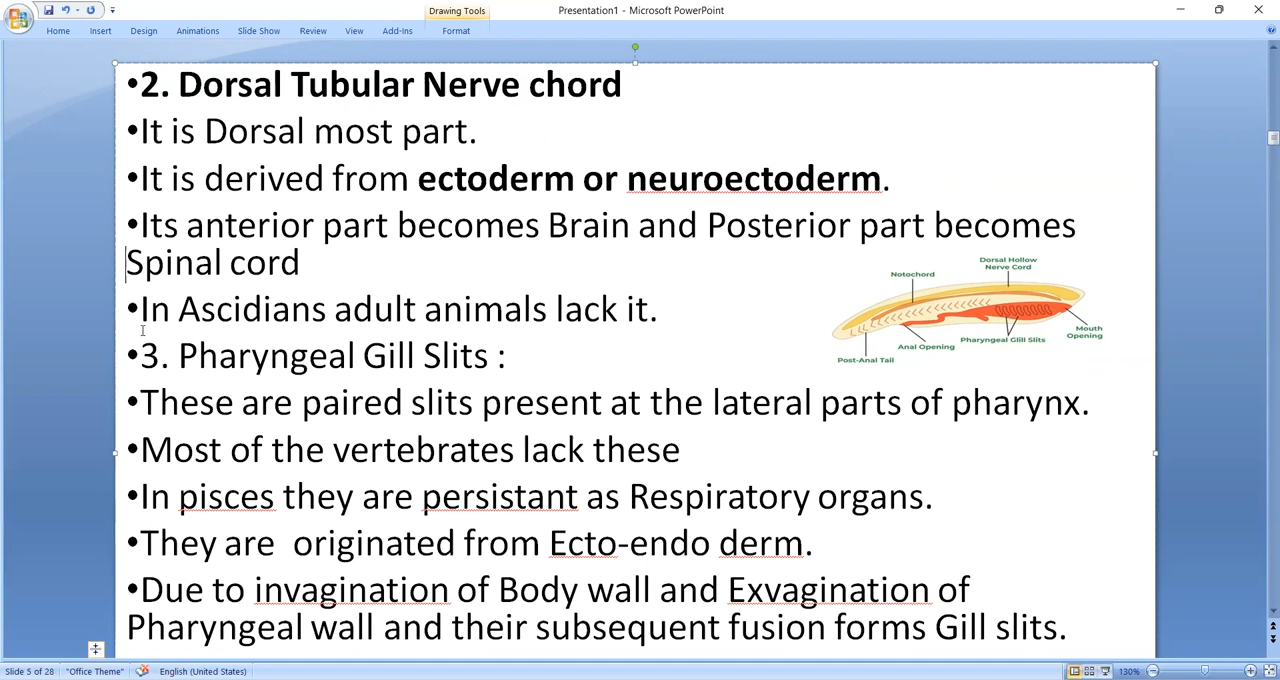 Drawing Tools
Presentation1 - Microsoft PowerPoint
Home Insert Design Animations Slide Show Review View Add-Ins Format
•2. Dorsal Tubular Nerve chord
•It is Dorsal most part.
•It is derived from ectoderm or neuroectoderm.
•Its anterior part becomes Brain and Posterior part becomes
Spinal cord
•In Ascidians adult animals lack it.
•3. Pharyngeal Gill Slits :
•These are paired slits present at the lateral parts of pharynx.
•Most of the vertebrates lack these
•In pisces they are persistant as Respiratory organs.
•They are  originated from Ecto-endo derm.
•Due to invagination of Body wall and Exvagination of
Pharyngeal wall and their subsequent fusion forms Gill slits.
Notochord
Dorsal Hollow
Nerve Cord
Mouth
Opening
Pharyngeal Glill Slits
Anal Opening
Post-Anal Tail
Slide 5 of 28 "Office Theme" English (United States) 130%